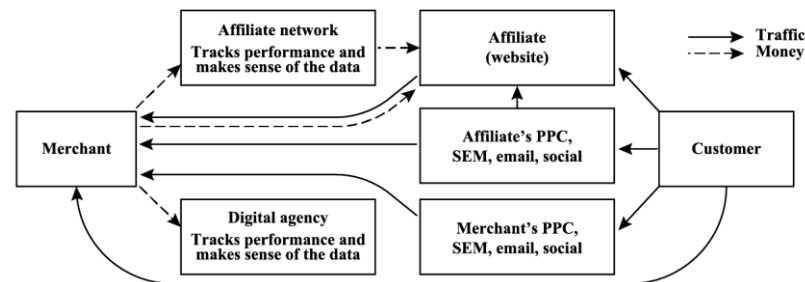 Affiliate network
Tracks performance and
makes sense of the data
Affiliate
(website)
Traffic
Money
Merchant
Affiliate’s PPC,
SEM, email, social
Customer
Digital agency
Tracks performance and
makes sense of the data
Merchant’s PPC,
SEM, email, social